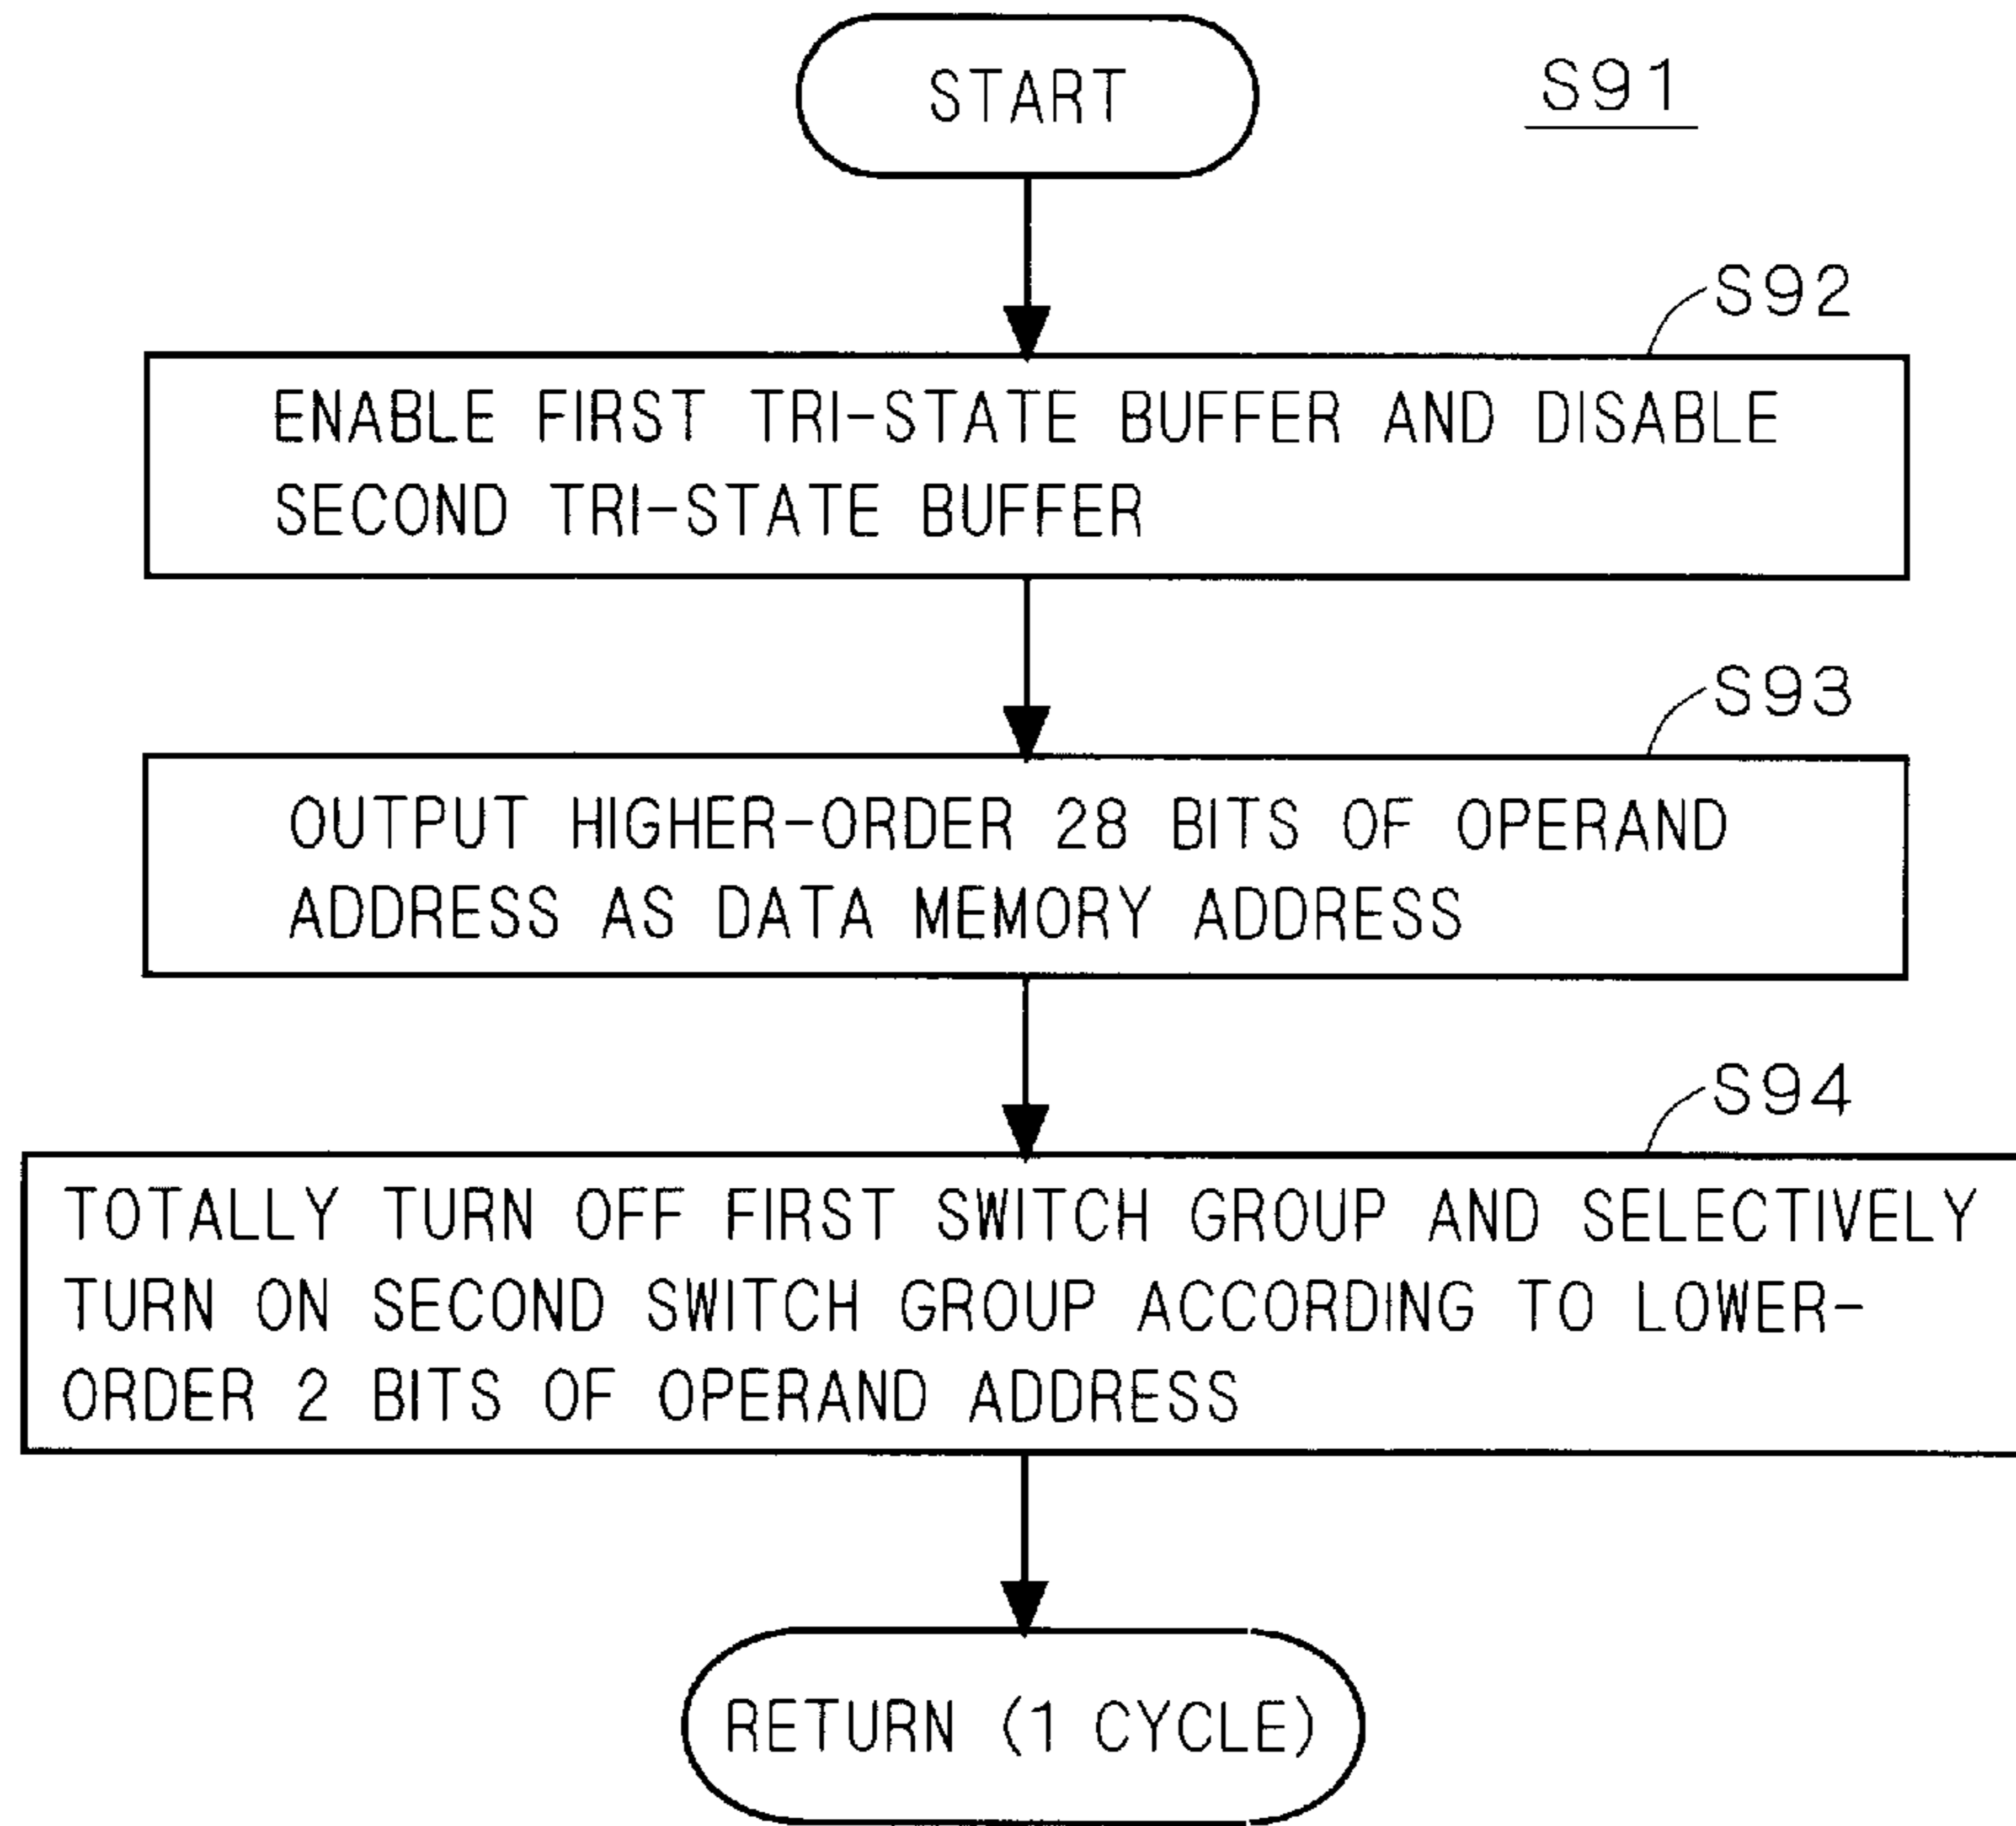 START
S91
S92
ENABLE FIRST TRI-STATE BUFFER AND DISABLE
SECOND TRI-STATE BUFFER
S93
OUTPUT HIGHER-ORDER 28 BITS OF OPERAND
ADDRESS AS DATA MEMORY ADDRESS
S94
TOTALLY TURN OFF FIRST SWITCH GROUP AND SELECTIVELY
TURN ON SECOND SWITCH GROUP ACCORDING TO LOWER-
ORDER 2 BITS OF OPERAND ADDRESS
RETURN (1 CYCLE)